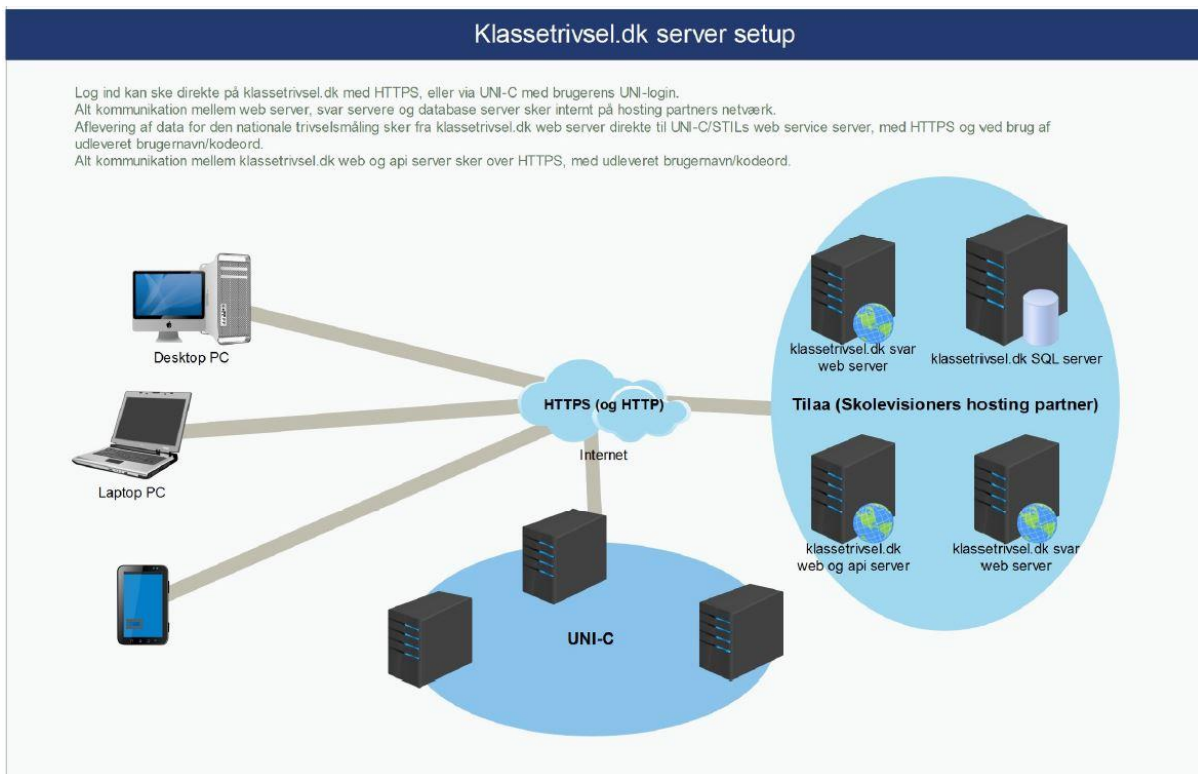 Klassetrivsel.dk server setup
Log ind kan ske direkte på klassetrivsel.dk med HTTPS, eller via UNI-C med brugerens UNI-login.
Alt kommunikation mellem web server, svar servere og database server sker internt på hosting partners netværk.
Aflevering af data for den nationale trivselsmåling sker fra klassetrivsel.dk web server direkte til UNI-C/STILs web service server, med HTTPS og ved brug af
udleveret brugernavn/kodeord.
Alt kommunikation mellem klassetrivsel.dk web og api server sker over HTTPS, med udleveret brugernavn/kodeord.
Desktop PC
Laptop PC
HTTPS (og HTTP)
Internet
UNI-C
klassetrivsel.dk svar
web server
klassetrivsel.dk SQL server
Tilaa (Skolevisioners hosting partner)
klassetrivsel.dk
web og api server
klassetrivsel.dk svar
web server